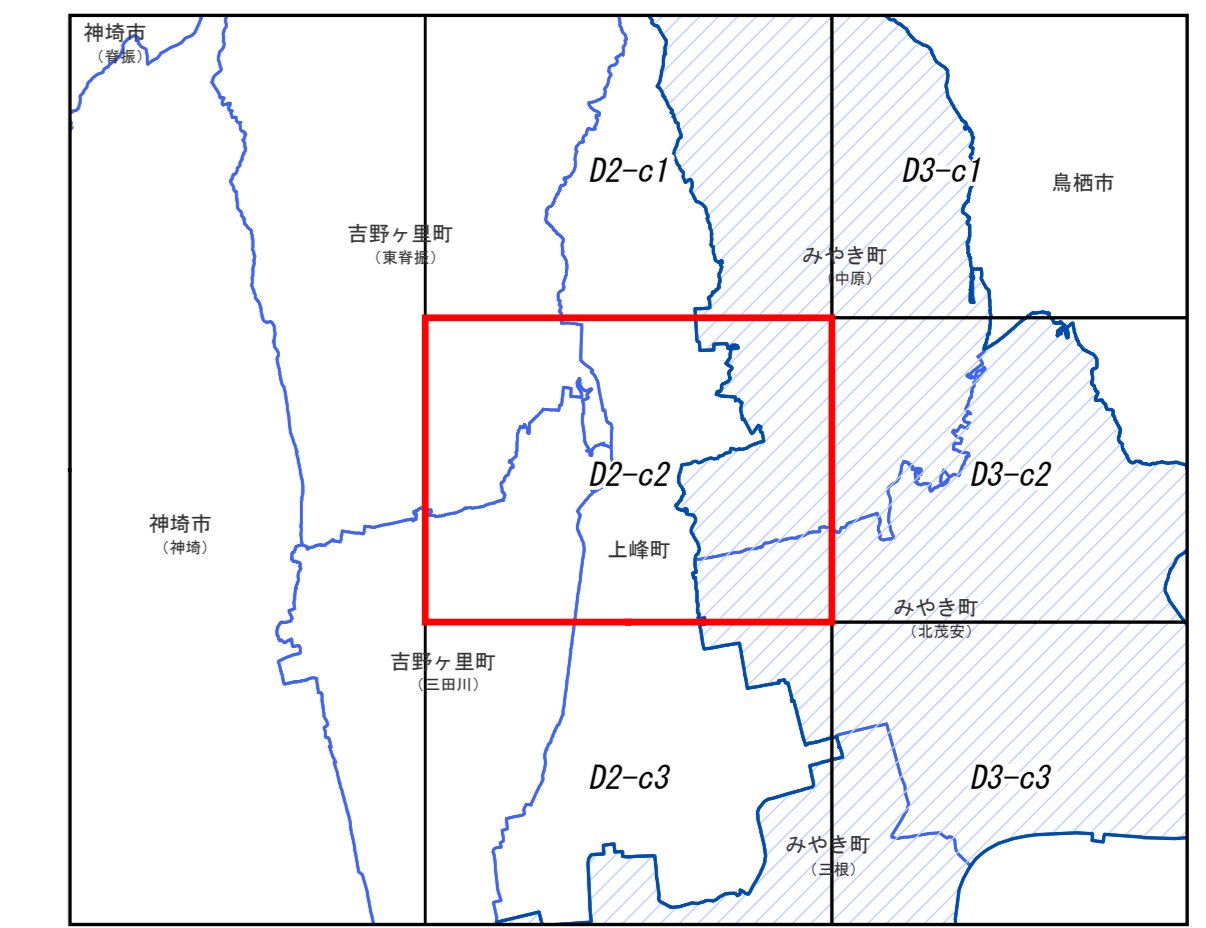 神埼市
（脊振）
D2-c1
D3-c1
鳥栖市
吉野ヶ里町
（東脊振）
みやき町
（中原）
D2-c2
D3-c2
神埼市
（神埼）
上峰町
みやき町
（北茂安）
吉野ヶ里町
（三田川）
D2-c3
D3-c3
みやき町
（三根）